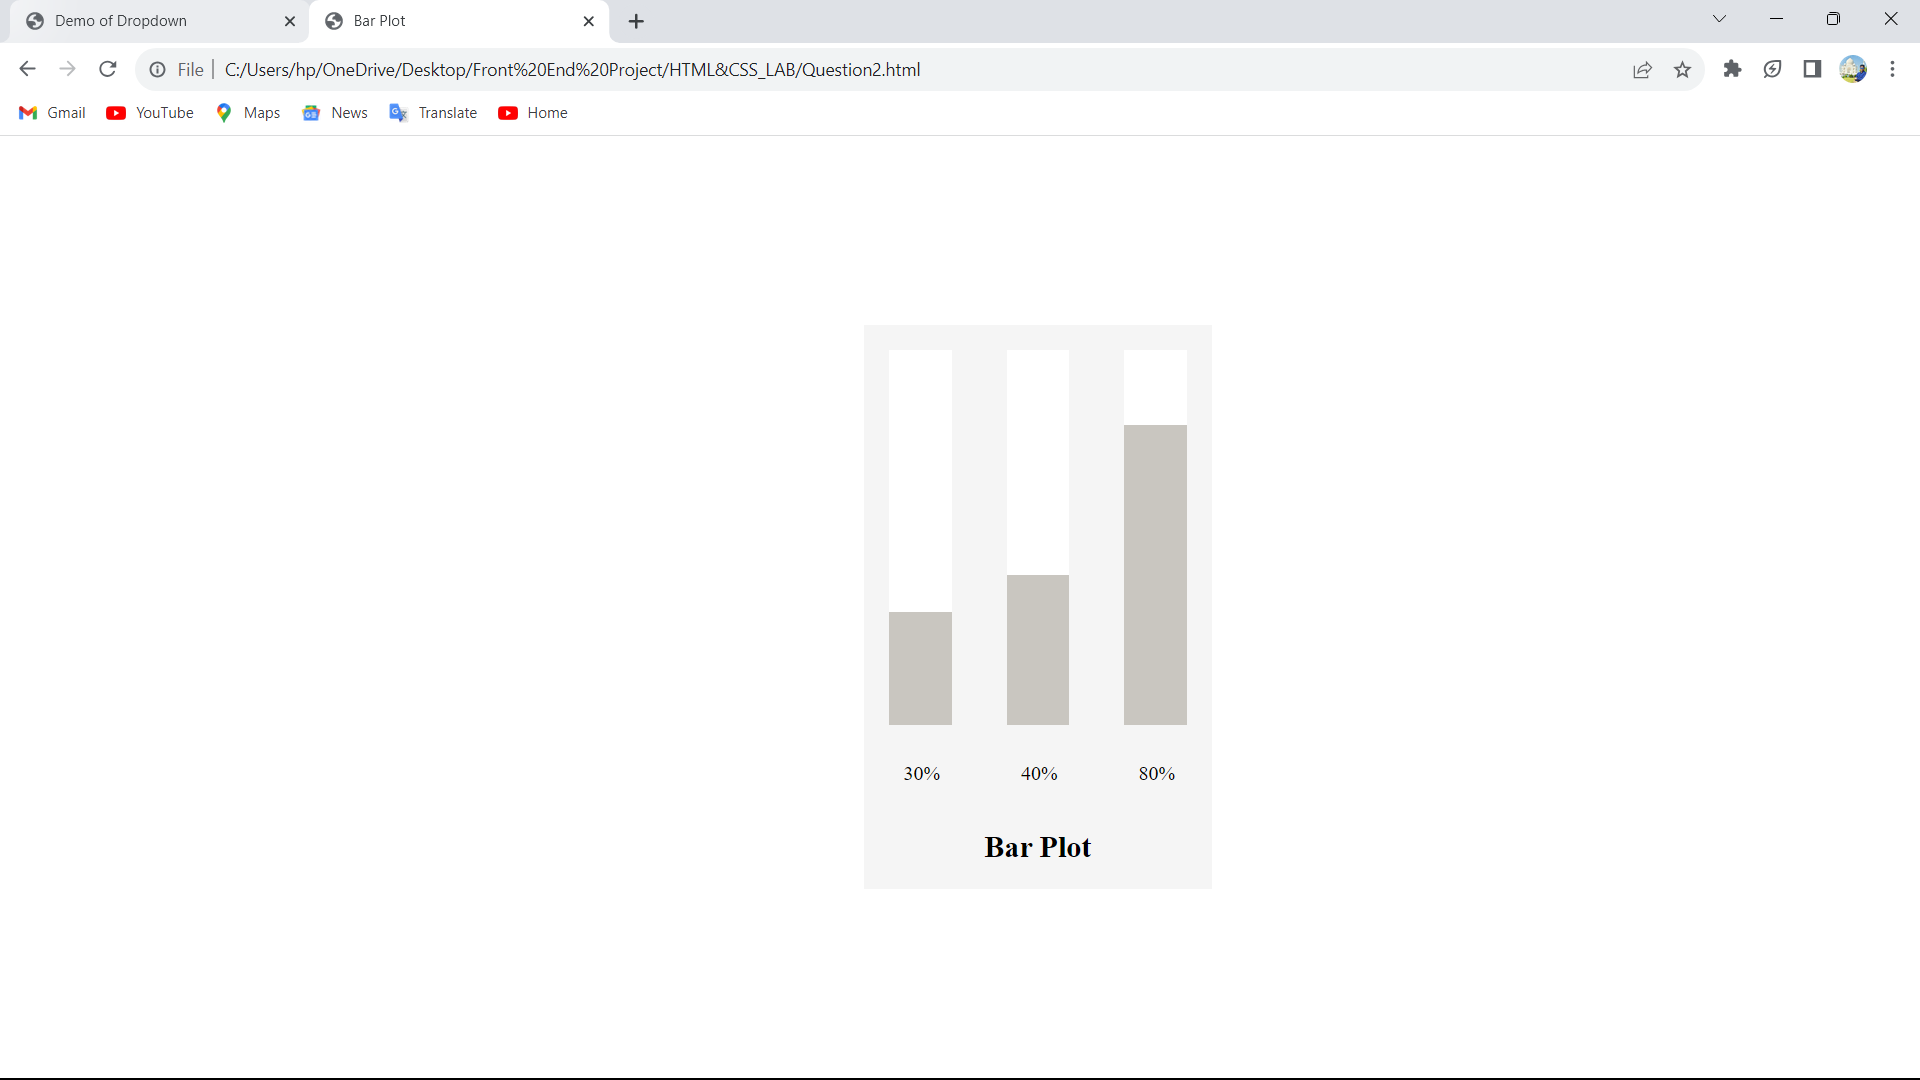 Demo of Dropdown
Bar Plot
File C:/Users/hp/OneDrive/Desktop/Front%20End%20Project/HTML&CSS_LAB/Question2.html
Gmail YouTube Maps News Translate Home
30% 40% 80%
Bar Plot